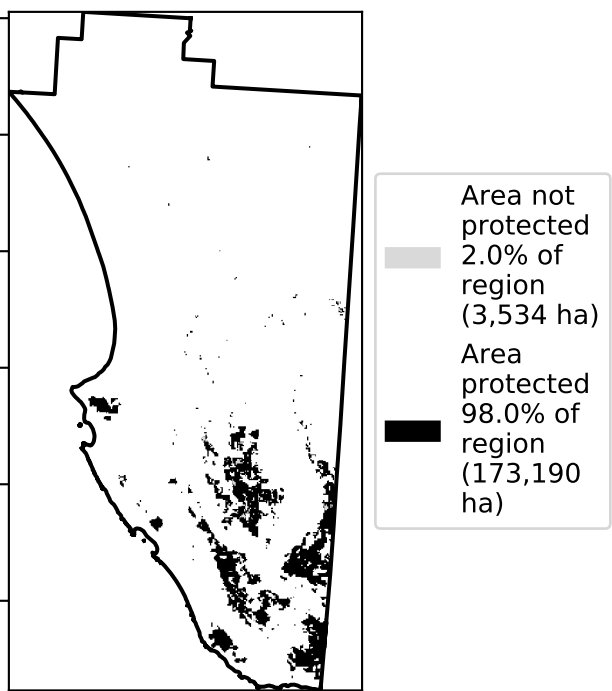 Area not
protected
2.0% of
region
(3,534 ha)
Area
protected
98.0% of
region
(173,190
ha)